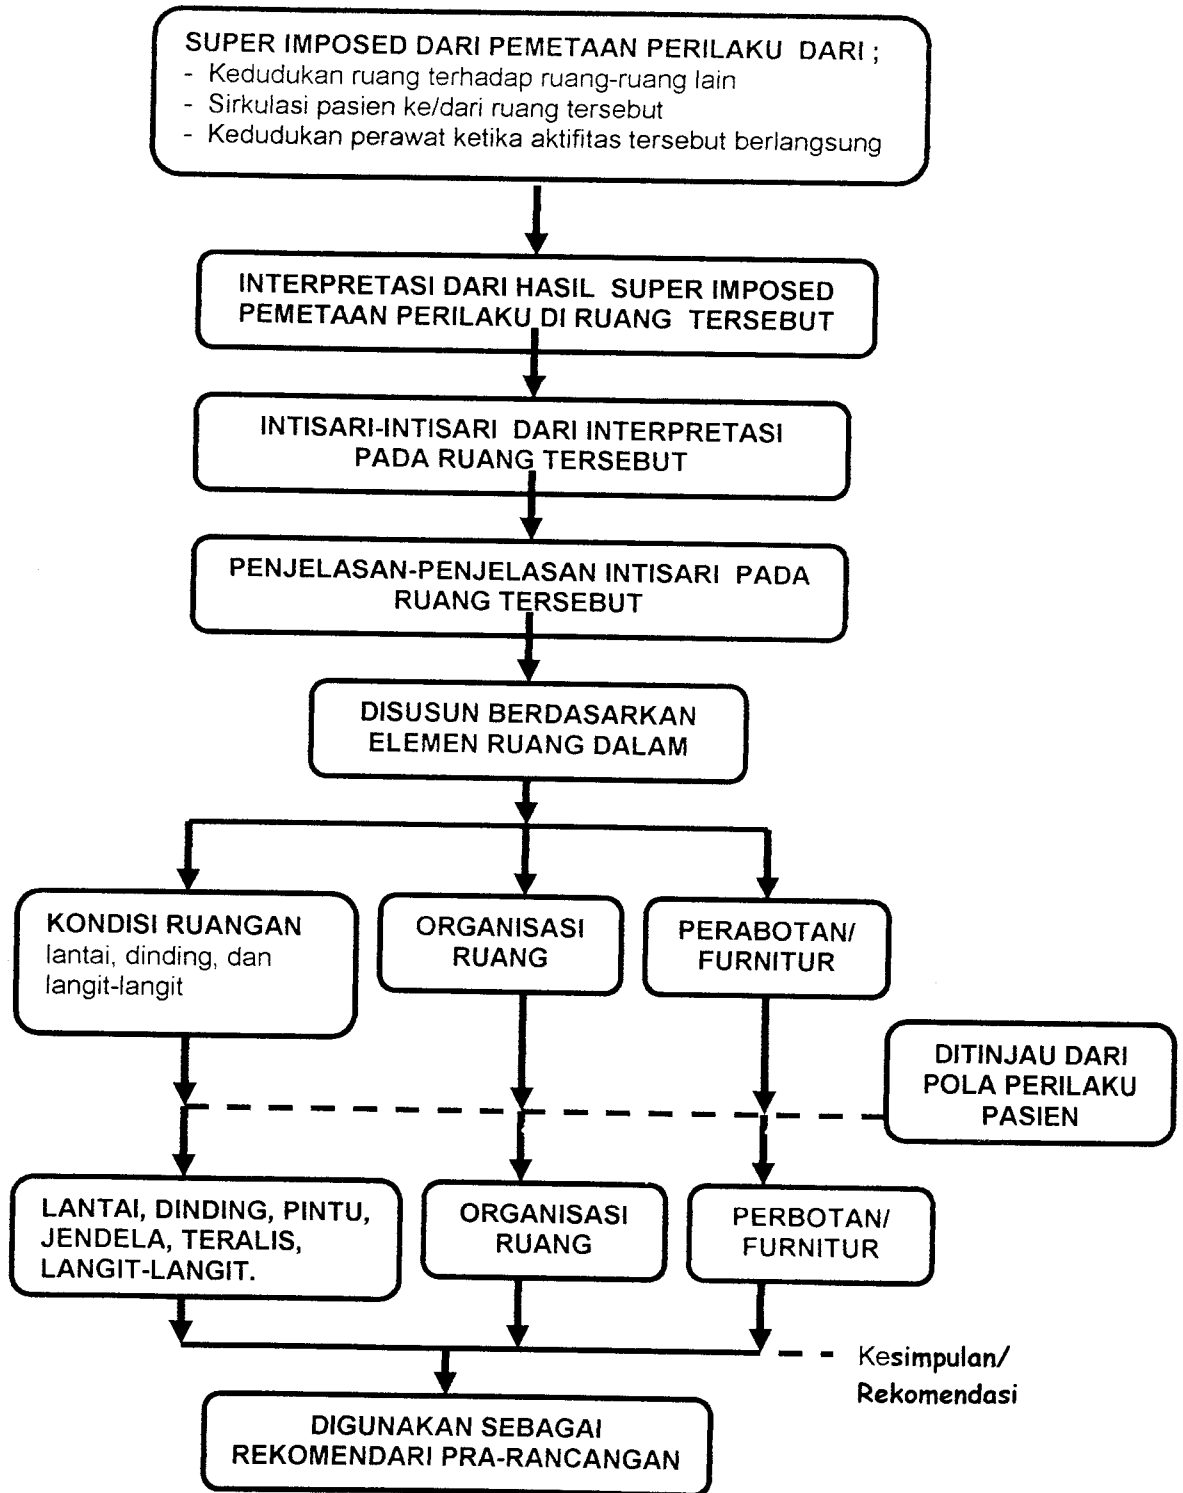 SUPER IMPOSED DARI PEMETAAN PERILAKU DARI ;
- Kedudukan ruang terhadap ruang-ruang lain
- Sirkulasi pasien ke/dari ruang tersebut
- Kedudukan perawat ketika aktifitas tersebut berlangsung
INTERPRETASI DARI HASIL SUPER IMPOSED
PEMETAAN PERILAKU DI RUANG TERSEBUT
INTISARI-INTISARI DARI INTERPRETASI
PADA RUANG TERSEBUT
PENJELASAN-PENJELASAN INTISARI PADA
RUANG TERSEBUT
DISUSUN BERDASARKAN
ELEMEN RUANG DALAM
KONDISI RUANGAN
lantai, dinding, dan
langit-langit
ORGANISASI
RUANG
PERABOTAN/
FURNITUR
DITINJAU DARI
POLA PERILAKU
PASIEN
LANTAI, DINDING, PINTU,
JENDELA, TERALIS,
LANGIT-LANGIT.
ORGANISASI
RUANG
PERBOTAN/
FURNITUR
Kesimpulan/
Rekomendasi
DIGUNAKAN SEBAGAI
REKOMENDARI PRA-RANCANGAN